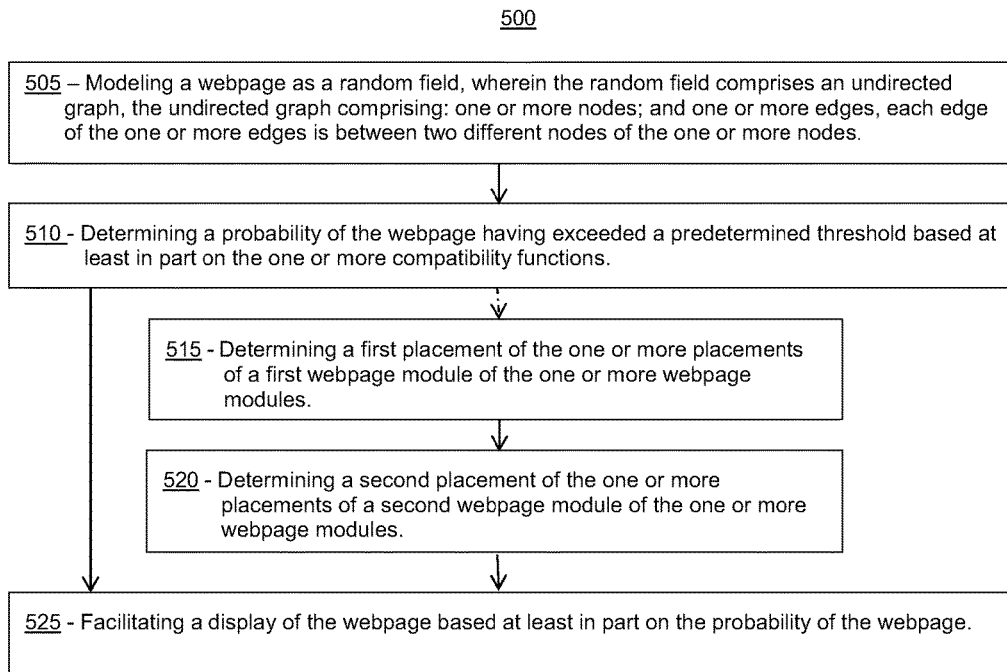 500
505 – Modeling a webpage as a random field, wherein the random field comprises an undirected
graph, the undirected graph comprising: one or more nodes; and one or more edges, each edge
of the one or more edges is between two different nodes of the one or more nodes.
510 - Determining a probability of the webpage having exceeded a predetermined threshold based at
least in part on the one or more compatibility functions.
515 - Determining a first placement of the one or more placements
of a first webpage module of the one or more webpage
modules.
520 - Determining a second placement of the one or more
placements of a second webpage module of the one or more
webpage modules.
525 - Facilitating a display of the webpage based at least in part on the probability of the webpage.